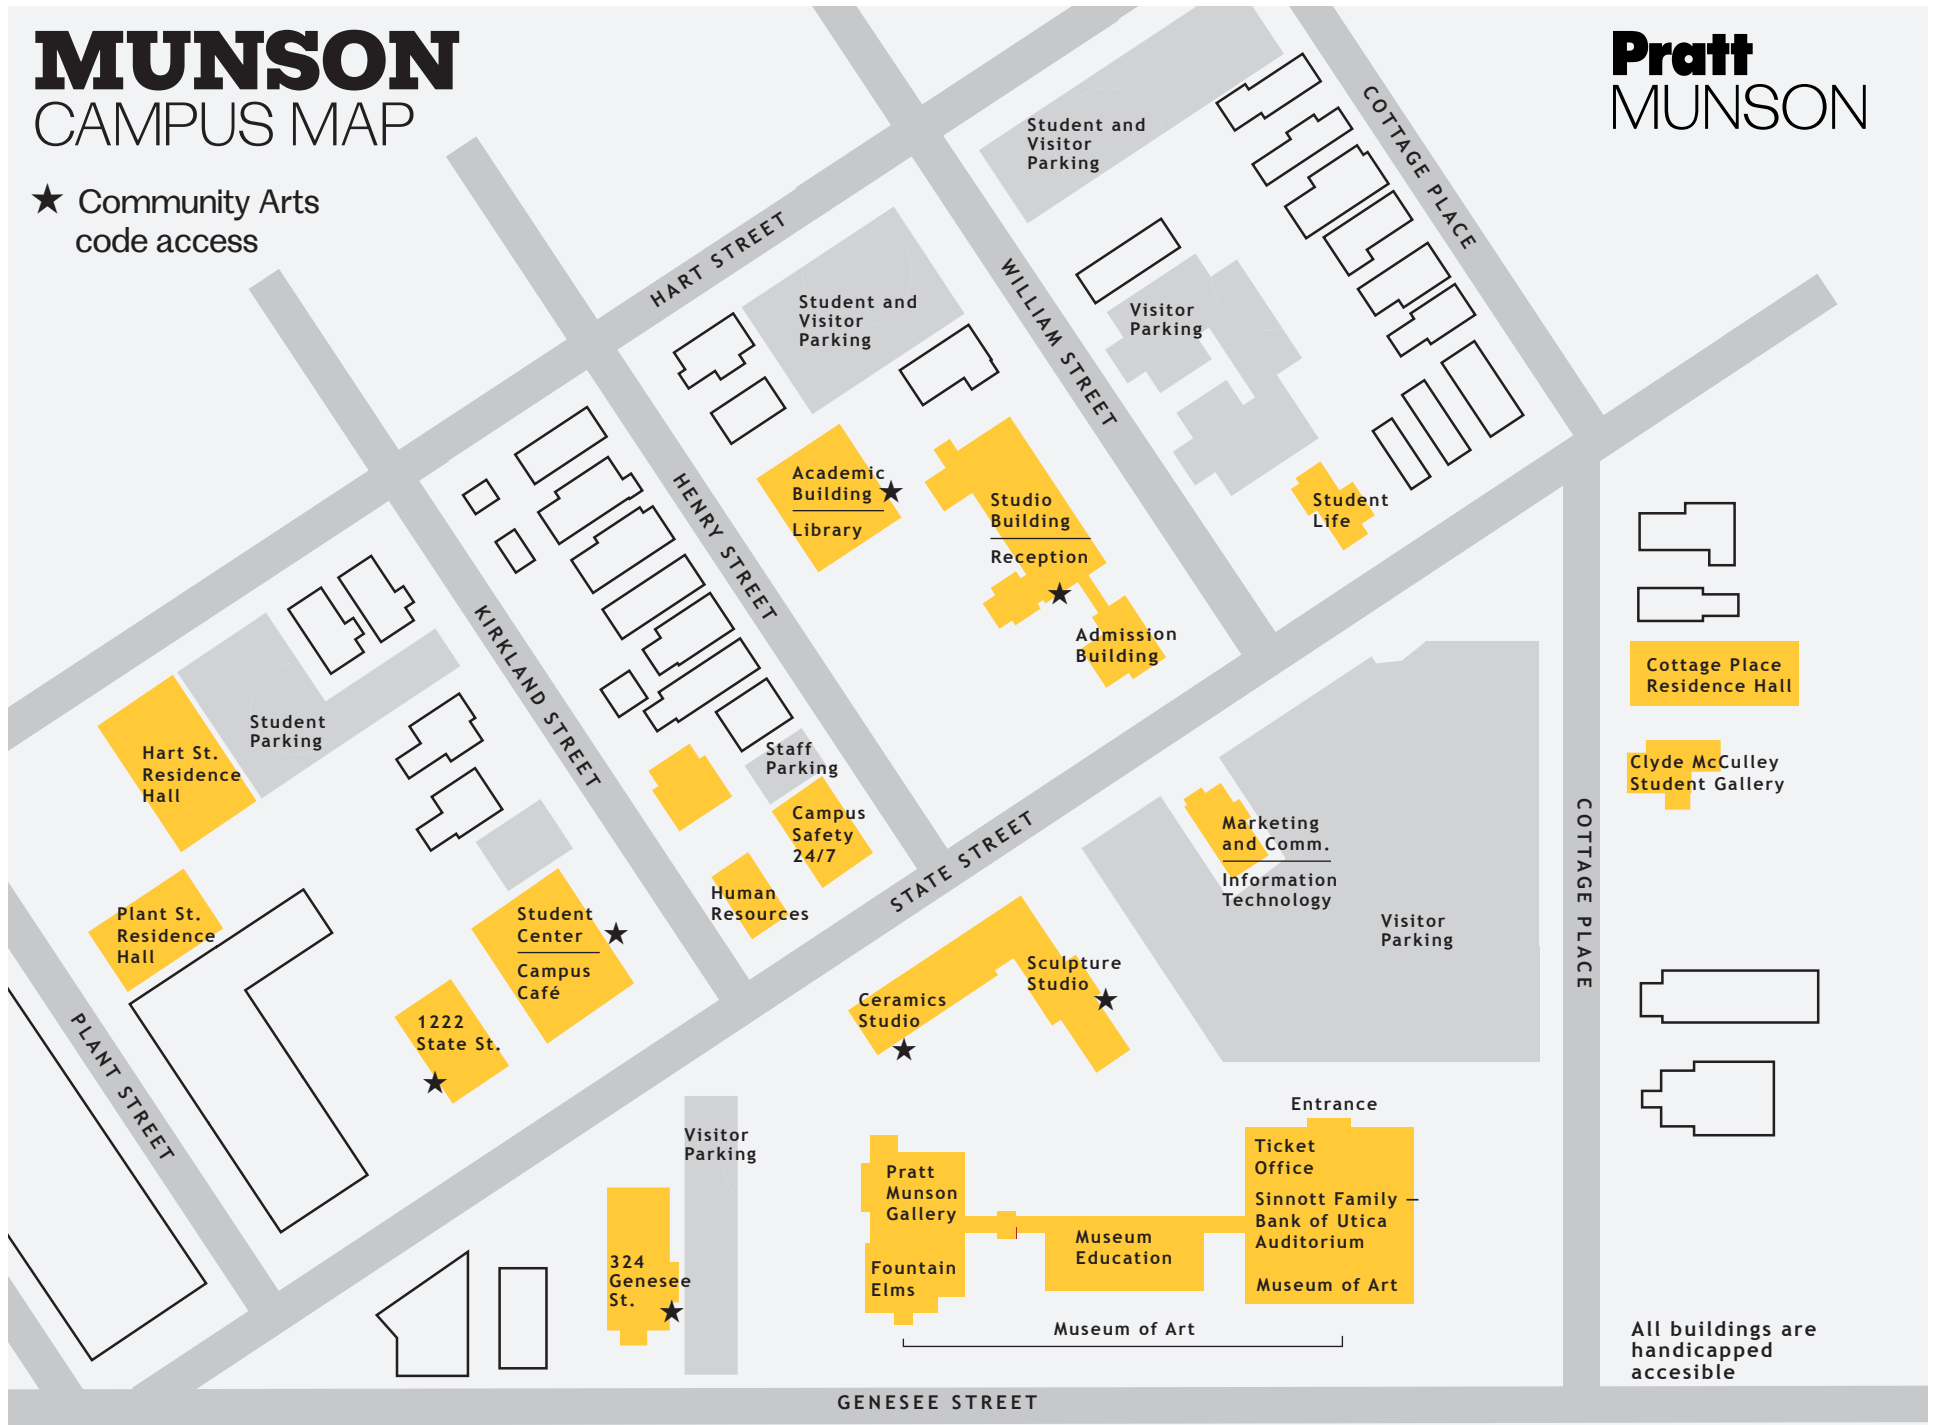 MUNSON
CAMPUS MAP
★ Community Arts
code access
Pratt
MUNSON
HART STREET
COTTAGE PLACE
WILLIAM STREET
HENRY STREET
KIRKLAND STREET
PLANT STREET
STATE STREET
COTTAGE PLACE
GENESEE STREET
Student and
Visitor
Parking
Student and
Visitor
Parking
Visitor
Parking
Academic
Building
Library
Studio
Building
Reception
Student
Life
Admission
Building
Cottage Place
Residence Hall
Clyde McCulley
Student Gallery
Student
Parking
Hart St.
Residence
Hall
Staff
Parking
Campus
Safety
24/7
Human
Resources
Plant St.
Residence
Hall
Student
Center
Campus
Café
1222
State St.
Marketing
and Comm.
Information
Technology
Visitor
Parking
Sculpture
Studio
Ceramics
Studio
Visitor
Parking
324
Genesee
St.
Pratt
Munson
Gallery
Fountain
Elms
Museum
Education
Entrance
Ticket
Office
Sinnott Family —
Bank of Utica
Auditorium
Museum of Art
Museum of Art
All buildings are
handicapped
accesible